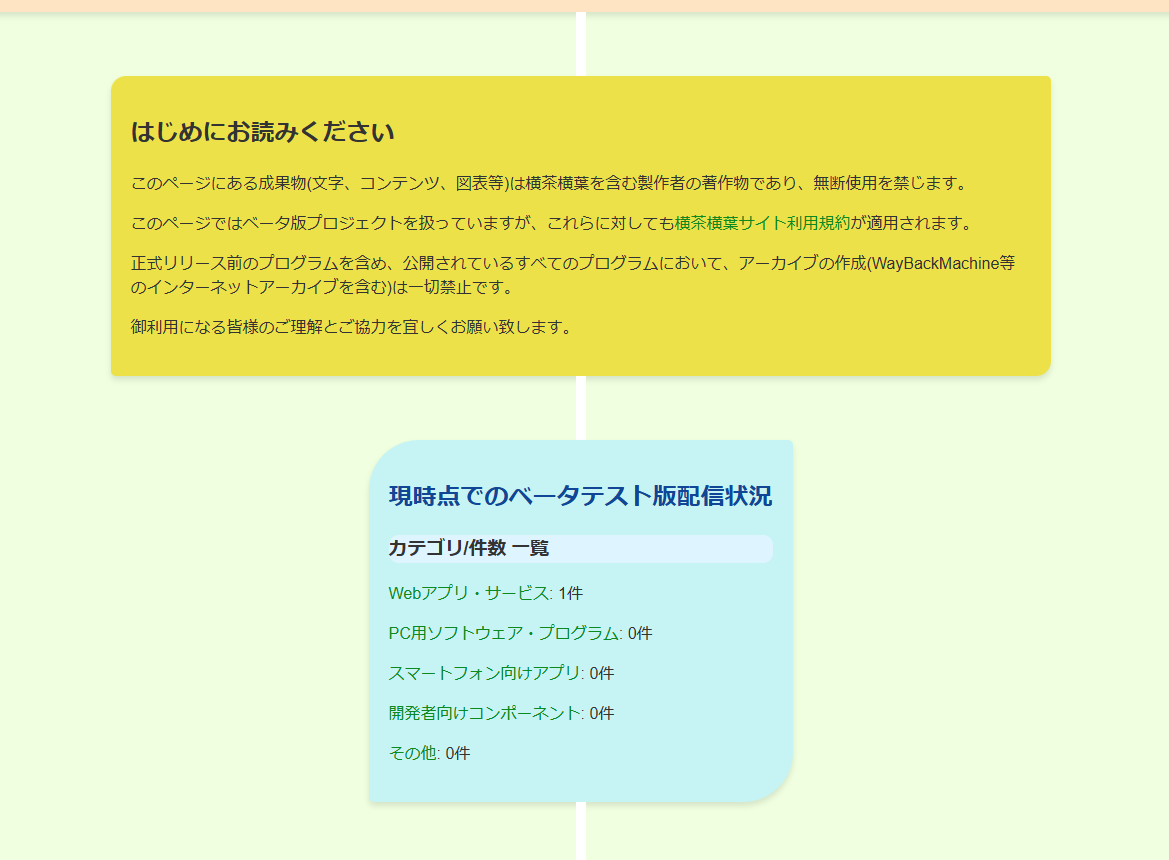 はじめにお読みください
このページにある成果物(文字、コンテンツ、図表等)は横茶横葉を含む製作者の著作物であり、無断使用を禁じます。
このページではベータ版プロジェクトを扱っていますが、これらに対しても横茶横葉サイト利用規約が適用されます。
正式リリース前のプログラムを含め、公開されているすべてのプログラムにおいて、アーカイブの作成(WayBackMachine等
のインターネットアーカイブを含む)は一切禁止です。
御利用になる皆様のご理解とご協力を宜しくお願い致します。
現時点でのベータテスト版配信状況
カテゴリ/件数 一覧
Webアプリ・サービス: 1件
PC用ソフトウェア・プログラム: 0件
スマートフォン向けアプリ: 0件
開発者向けコンポーネント: 0件
その他: 0件